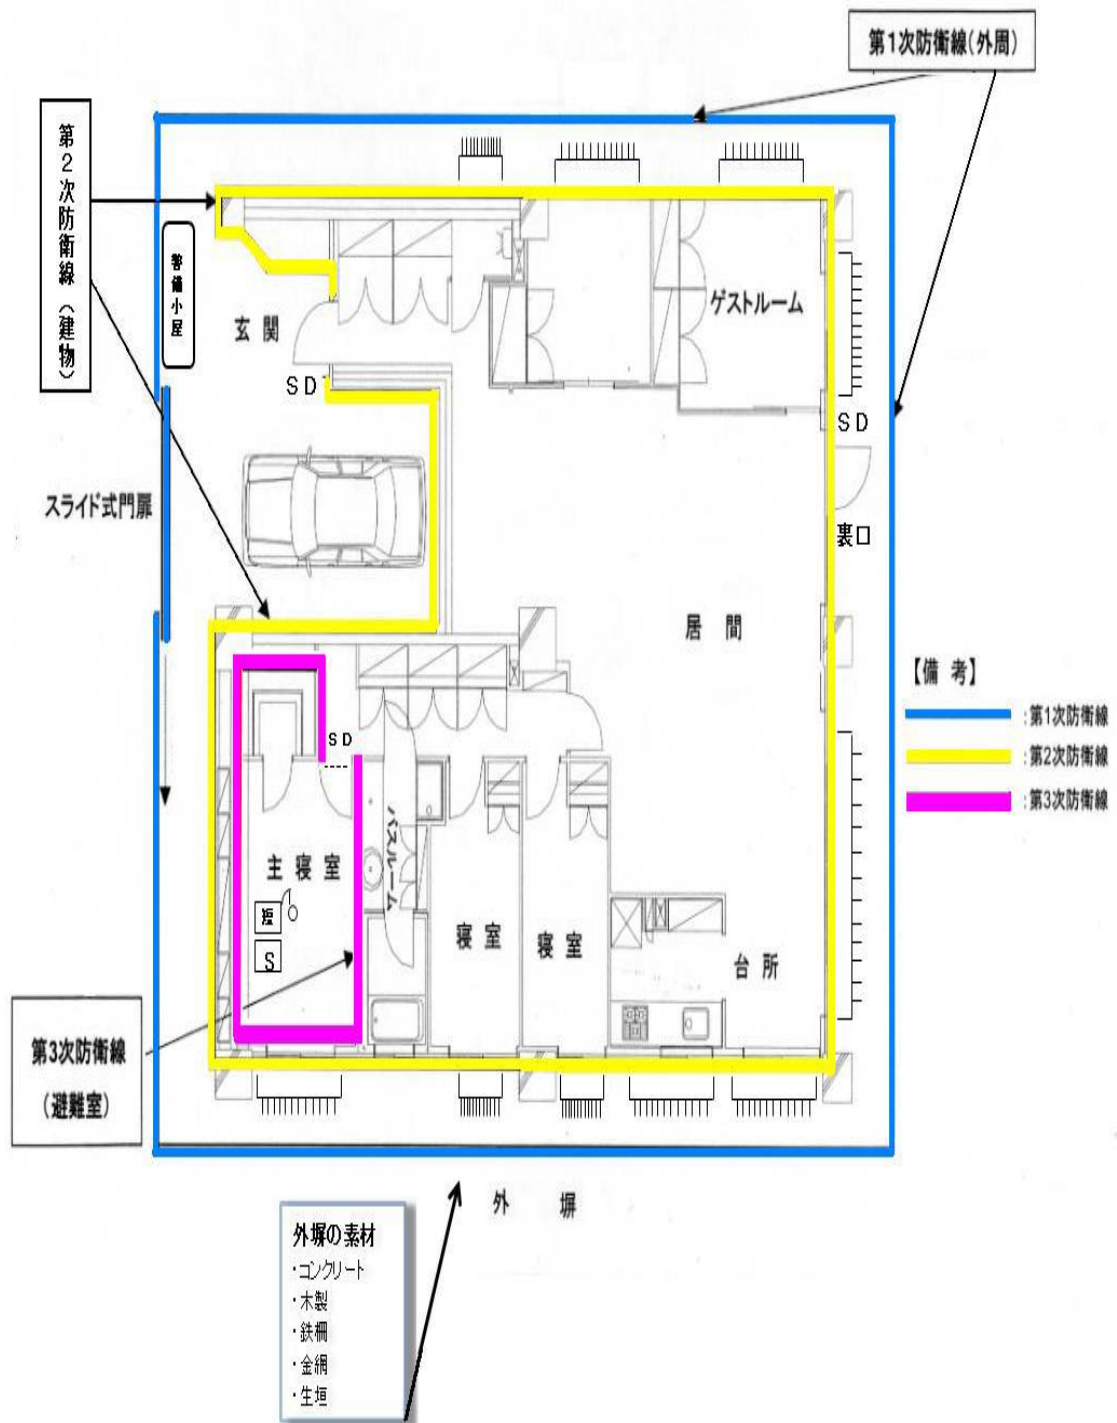 第1次防衛線(外周)
第2次防衛線(建物)
警備小屋
玄関
ゲストルーム
SD
SD
スライド式門扉
裏口
居間
【備考】
:第1次防衛線
:第2次防衛線
:第3次防衛線
SD
主寝室
バスルーム
短
S
寝室
寝室
台所
第3次防衛線
(避難室)
外塀
外塀の素材
・コンクリート
・木製
・鉄柵
・金網
・生垣